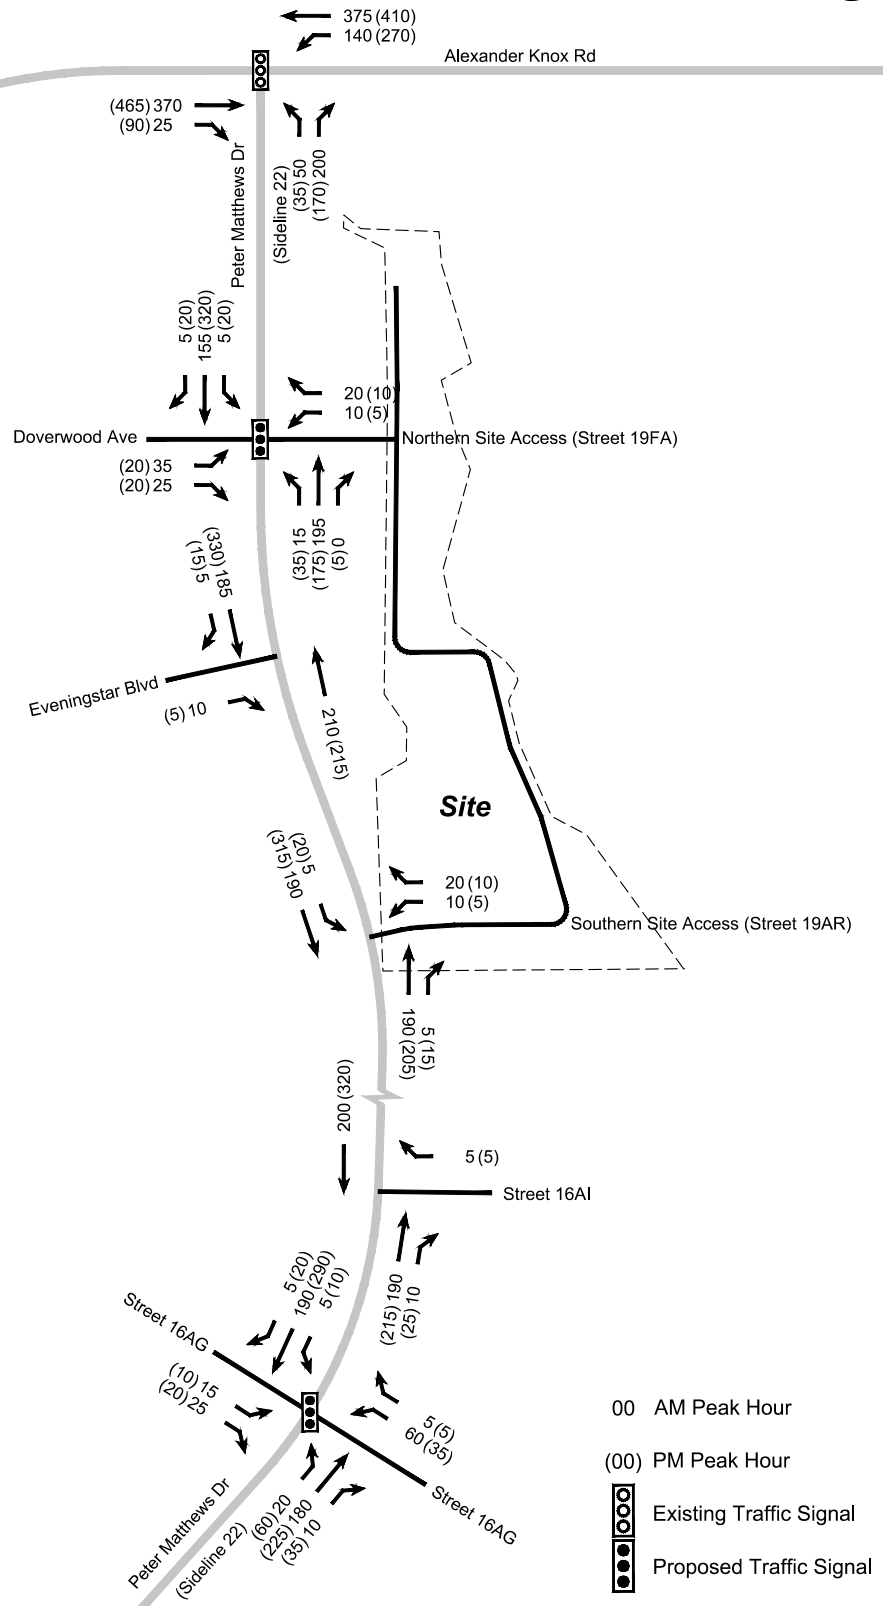 375 (410)
140 (270)
Alexander Knox Rd
(465) 370
(90) 25
Peter Matthews Dr
(Sideline 22)
(35) 50
(170) 200
5 (20)
155 (320)
5 (20)
20 (10)
10 (5)
Doverwood Ave
Northern Site Access (Street 19FA)
(20) 35
(20) 25
(35) 15
(175) 195
(5) 0
(330) 185
(15) 5
Eveningstar Blvd
(5) 10
210 (215)
Site
(20) 5
(315) 190
20 (10)
10 (5)
Southern Site Access (Street 19AR)
190 (205)
5 (15)
200 (320)
5 (5)
Street 16AI
(215) 190
(25) 10
5 (20)
190 (290)
5 (10)
Street 16AG
(10) 15
(20) 25
5 (5)
60 (35)
Street 16AG
(60) 20
(225) 180
(35) 10
Peter Matthews Dr
(Sideline 22)
00 AM Peak Hour
(00) PM Peak Hour
Existing Traffic Signal
Proposed Traffic Signal